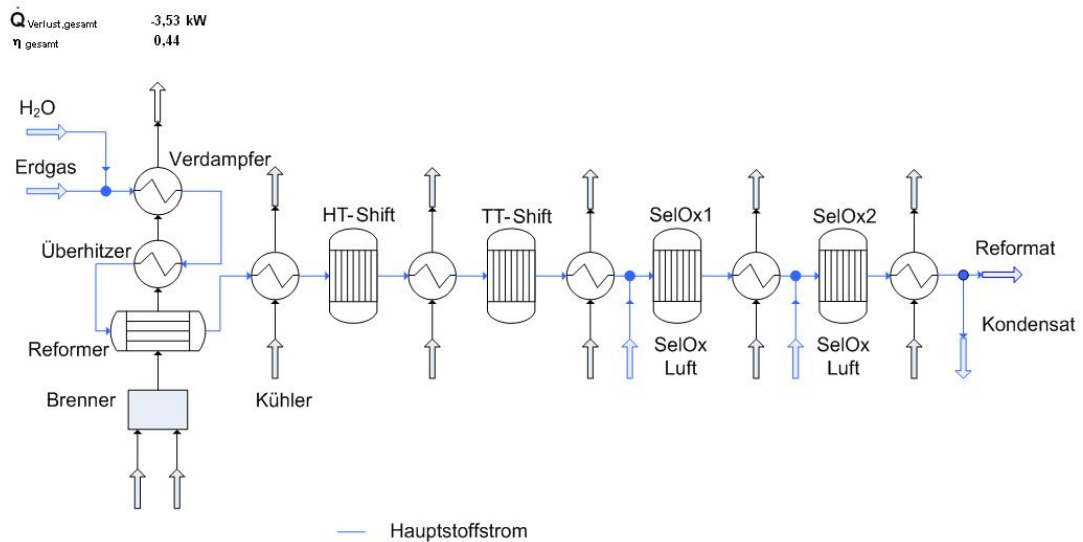 Q̇ Verlust,gesamt -3,53 kW
η gesamt 0,44
H₂O
Erdgas
Verdampfer
HT-Shift
TT-Shift
SelOx1
SelOx2
Überhitzer
Reformat
Reformer
SelOx
Luft
SelOx
Luft
Kondensat
Brenner
Kühler
Hauptstoffstrom